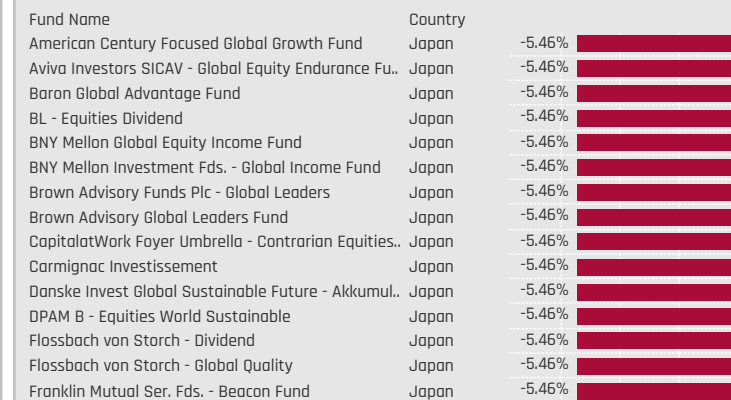 Fund Name Country
American Century Focused Global Growth Fund Japan -5.46%
Aviva Investors SICAV - Global Equity Endurance Fu.. Japan -5.46%
Baron Global Advantage Fund Japan -5.46%
BL - Equities Dividend Japan -5.46%
BNY Mellon Global Equity Income Fund Japan -5.46%
BNY Mellon Investment Fds. - Global Income Fund Japan -5.46%
Brown Advisory Funds Plc - Global Leaders Japan -5.46%
Brown Advisory Global Leaders Fund Japan -5.46%
CapitalatWork Foyer Umbrella - Contrarian Equities.. Japan -5.46%
Carmignac Investissement Japan -5.46%
Danske Invest Global Sustainable Future - Akkumul.. Japan -5.46%
DPAM B - Equities World Sustainable Japan -5.46%
Flossbach von Storch - Dividend Japan -5.46%
Flossbach von Storch - Global Quality Japan -5.46%
Franklin Mutual Ser. Fds. - Beacon Fund Japan -5.46%